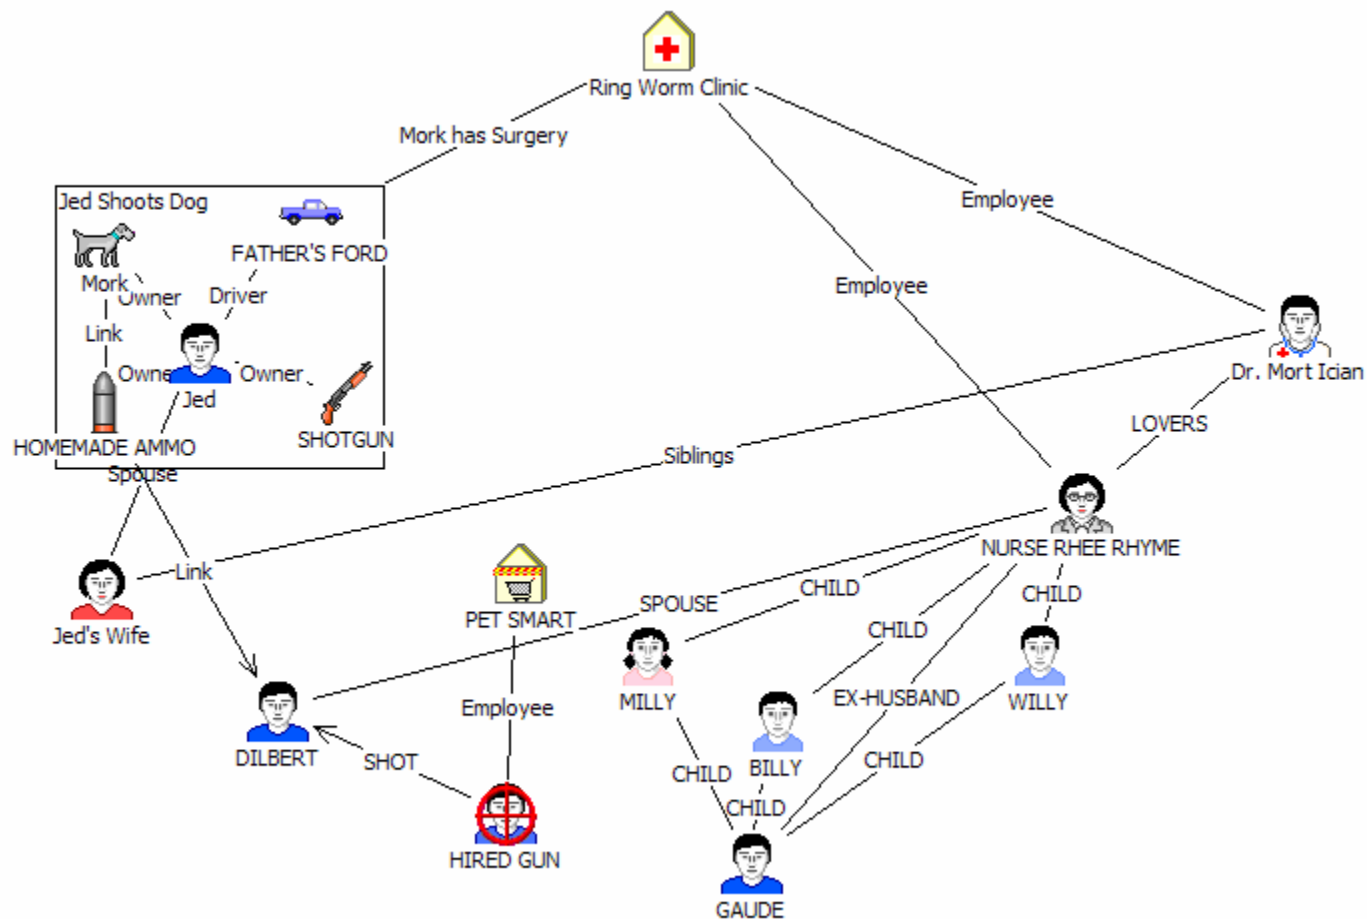 Ring Worm Clinic
Mork has Surgery
Jed Shoots Dog
Employee
FATHER'S FORD
Mork
Owner
Driver
Employee
Link
Owne
Owner
Jed
Dr. Mort Ician
LOVERS
SHOTGUN
HOMEMADE AMMO
Siblings
Spouse
NURSE RHEE RHYME
Link
CHILD
CHILD
SPOUSE
PET SMART
CHILD
Jed's Wife
MILLY
EX-HUSBAND
WILLY
Employee
DILBERT
SHOT
BILLY
CHILD
CHILD
CHILD
HIRED GUN
GAUDE